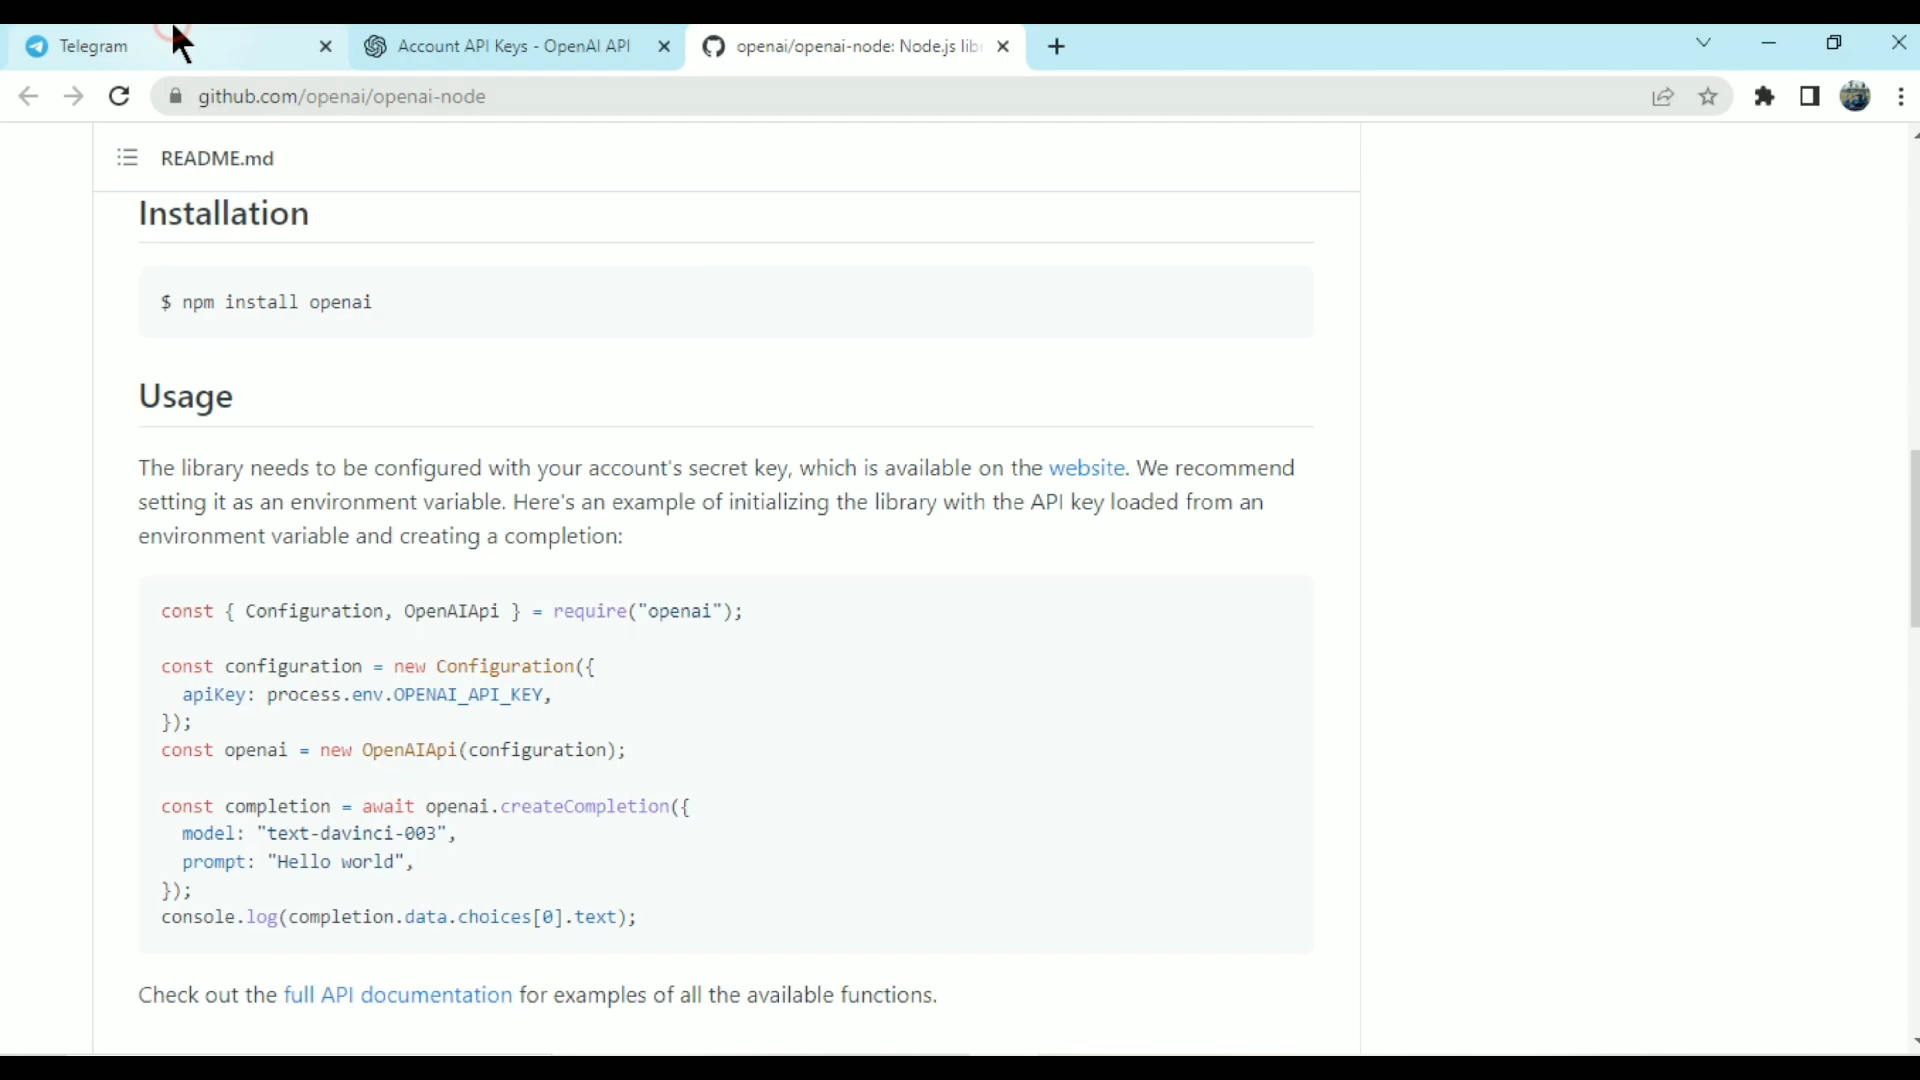 Telegram
Account API Keys - OpenAI API
openai/openai-node: Node.js lib
github.com/openai/openai-node
README.md
Installation
$ npm install openai
Usage
The library needs to be configured with your account's secret key, which is available on the website. We recommend
setting it as an environment variable. Here's an example of initializing the library with the API key loaded from an
environment variable and creating a completion:
const { Configuration, OpenAIApi } = require("openai");
const configuration = new Configuration({
apiKey: process.env.OPENAI_API_KEY,
});
const openai = new OpenAIApi(configuration);
const completion = await openai.createCompletion({
model: "text-davinci-003",
prompt: "Hello world",
});
console.log(completion.data.choices[0].text);
Check out the full API documentation for examples of all the available functions.